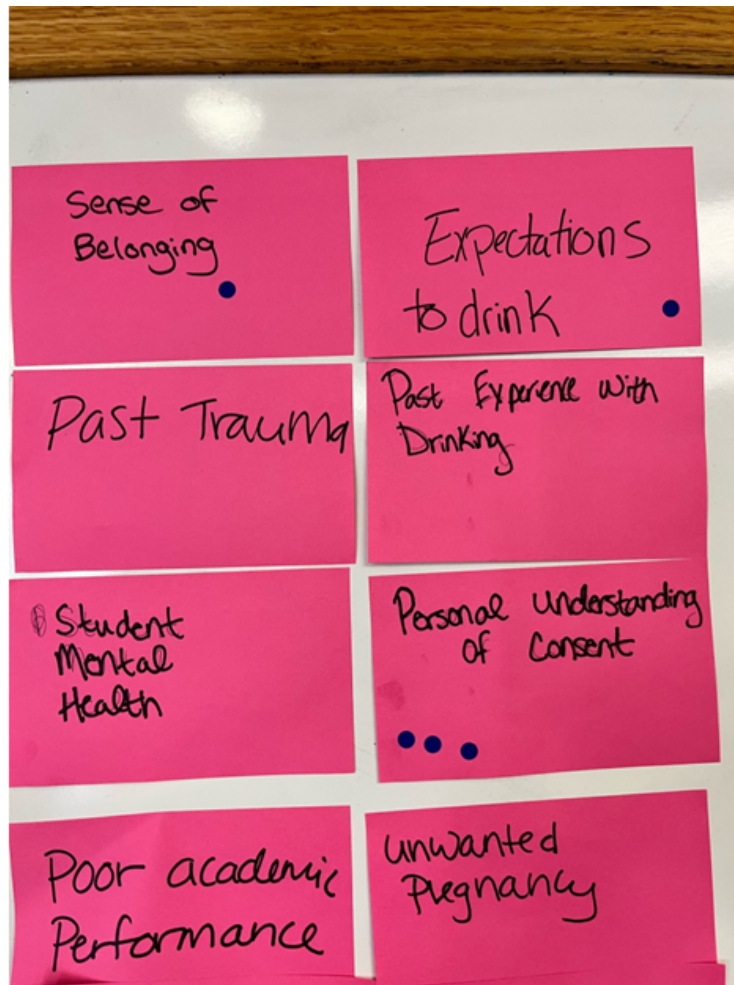 Sense of
Belonging
Expectations
to drink
Past Trauma
Past Experience with
Drinking
Student
Mental
Health
Personal understanding
of Consent
Poor academic
Performance
unwanted
Pregnancy